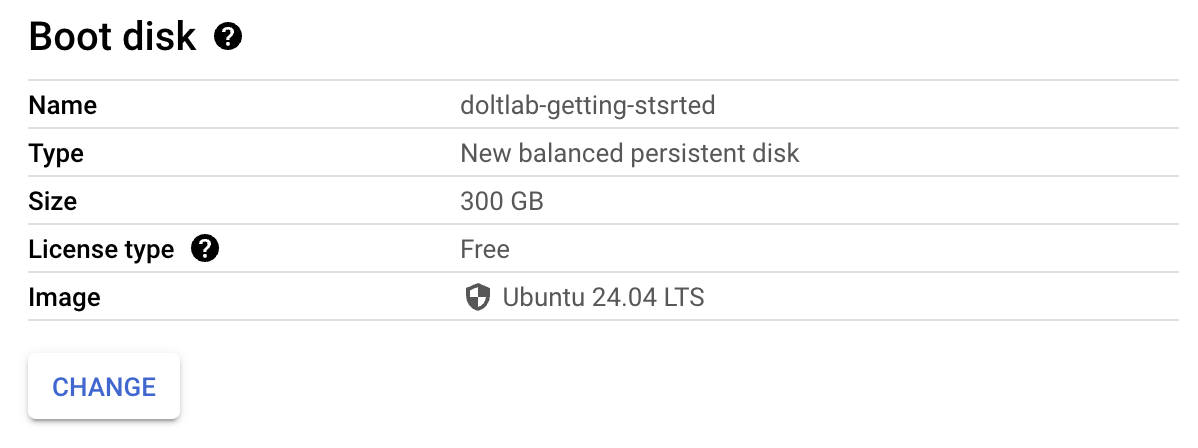 Boot disk
Name doltlab-getting-stsrted
Type New balanced persistent disk
Size 300 GB
License type Free
Image Ubuntu 24.04 LTS
CHANGE